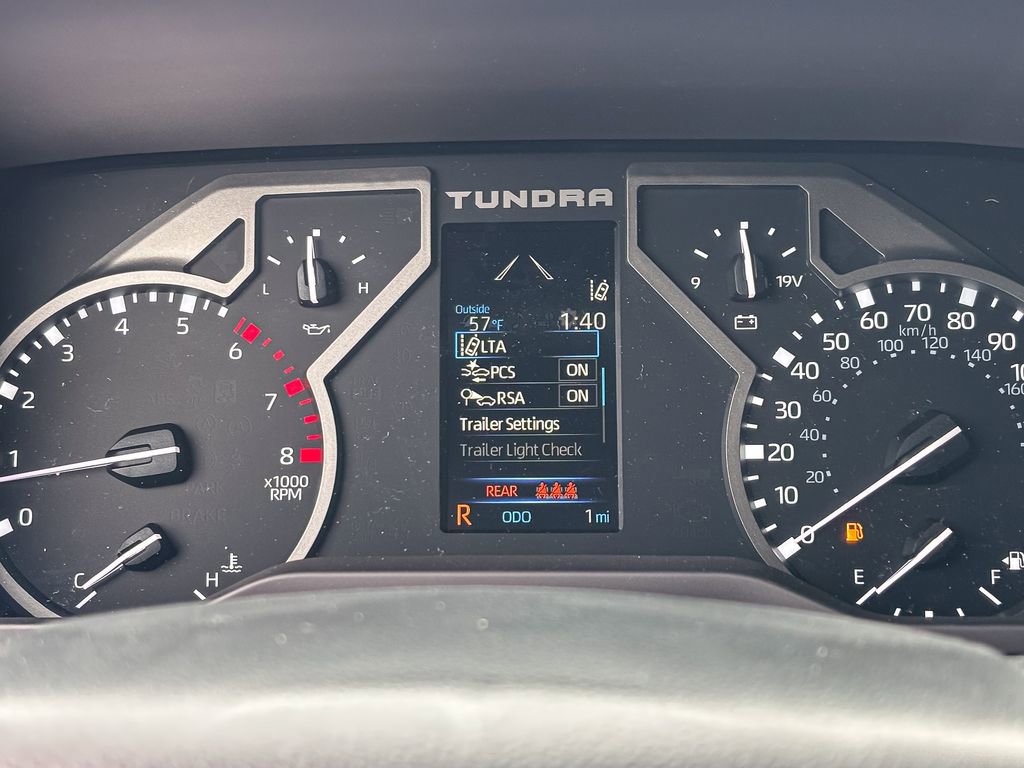 TUNDRA
L H
4 5
3 6
2 7
1 8
0
x1000
RPM
C H
Outside
57°F 1:40
LTA
PCS ON
RSA ON
Trailer Settings
Trailer Light Check
REAR
R ODO 1 mi
9 19V
60 70 80
km/h
50 90
80 100 120 140
40
60 160
30
40
20
20
10
0
E F